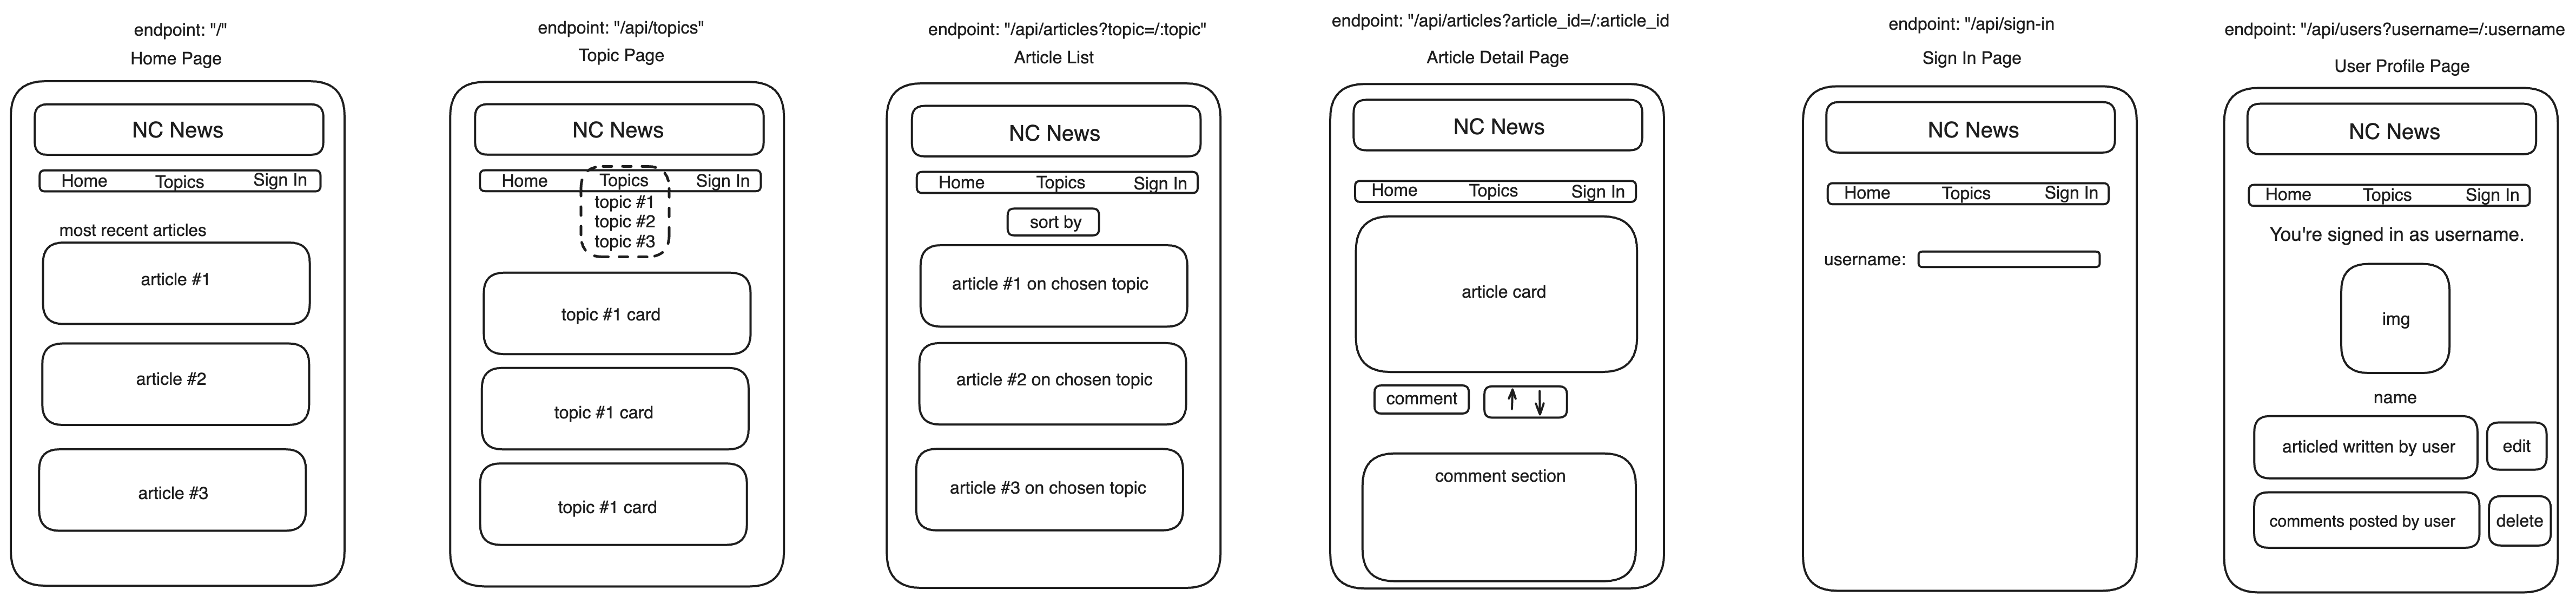 endpoint: "/"
Home Page
NC News
Home Topics Sign In
most recent articles
article #1
article #2
article #3
endpoint: "/api/topics"
Topic Page
NC News
Home Topics Sign In
topic #1
topic #2
topic #3
topic #1 card
topic #1 card
topic #1 card
endpoint: "/api/articles?topic=/:topic"
Article List
NC News
Home Topics Sign In
sort by
article #1 on chosen topic
article #2 on chosen topic
article #3 on chosen topic
endpoint: "/api/articles?article_id=/:article_id
Article Detail Page
NC News
Home Topics Sign In
article card
comment
comment section
endpoint: "/api/sign-in
Sign In Page
NC News
Home Topics Sign In
username:
endpoint: "/api/users?username=/:username
User Profile Page
NC News
Home Topics Sign In
You're signed in as username.
img
name
articled written by user edit
comments posted by user delete